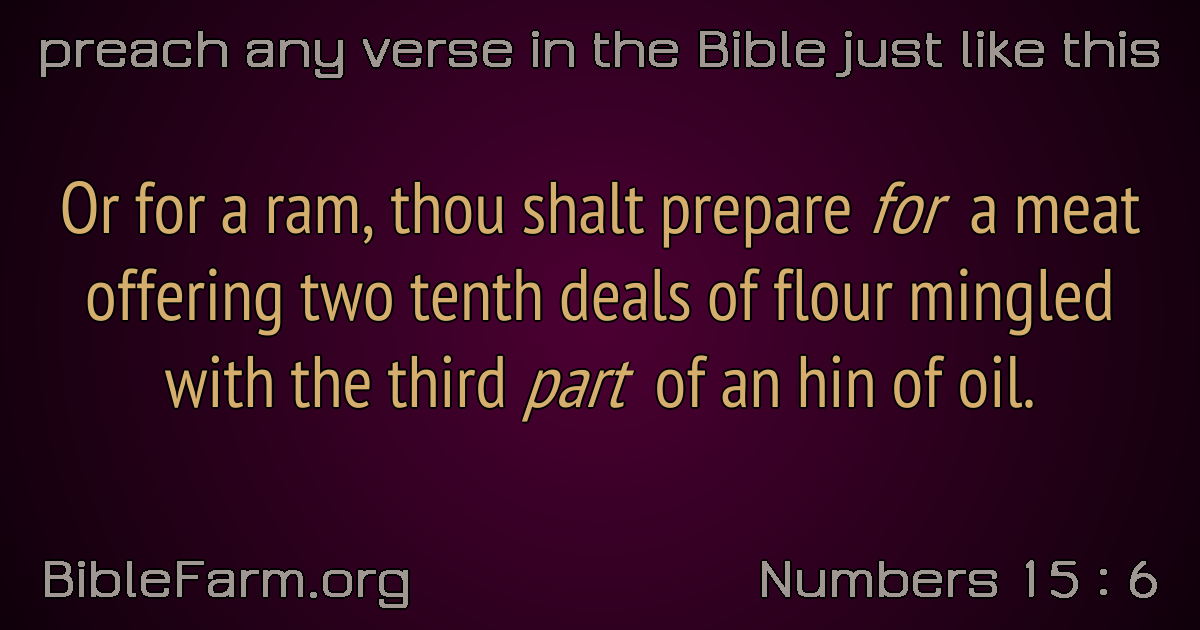 preach any verse in the Bible just like this
Or for a ram, thou shalt prepare for a meat
offering two tenth deals of flour mingled
with the third part of an hin of oil.
BibleFarm.org
Numbers 15 : 6